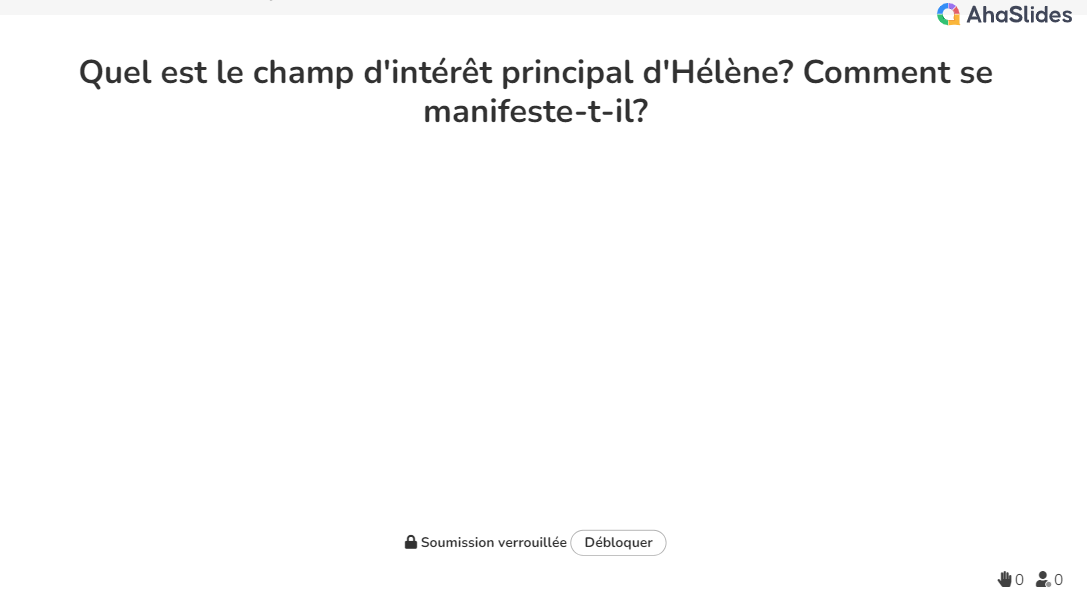 AhaSlides
Quel est le champ d'intérêt principal d'Hélène? Comment se
manifeste-t-il?
Soumission verrouillée Débloquer
0 0